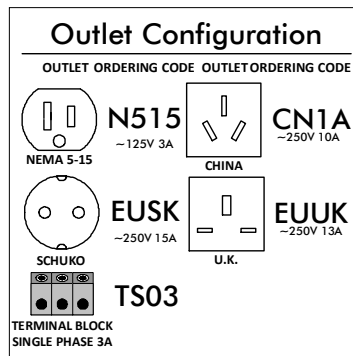 Outlet Configuration
OUTLET ORDERING CODE OUTLET ORDERING CODE
N515
~125V 3A
NEMA 5-15
CN1A
~250V 10A
CHINA
EUSK
~250V 15A
SCHUKO
EUUK
~250V 13A
U.K.
TS03
TERMINAL BLOCK
SINGLE PHASE 3A